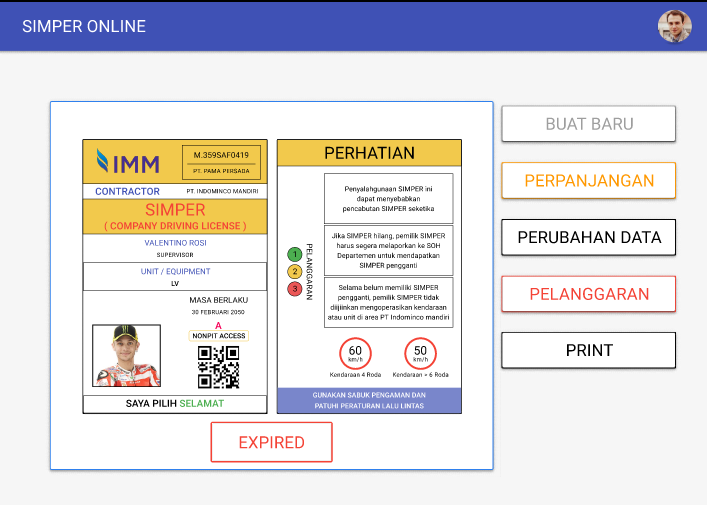 SIMPER ONLINE
IMM
M.359SAF0419
PT. PAMA PERSADA
CONTRACTOR
PT. INDOMINCO MANDIRI
SIMPER
( COMPANY DRIVING LICENSE )
VALENTINO ROSI
SUPERVISOR
UNIT / EQUIPMENT
LV
MASA BERLAKU
30 FEBRUARI 2050
A
NONPIT ACCESS
SAYA PILIH SELAMAT
PERHATIAN
Penyalahgunaan SIMPER ini
dapat menyebabkan
pencabutan SIMPER seketika
Jika SIMPER hilang, pemilik SIMPER
harus segera melaporkan ke SOH
Departemen untuk mendapatkan
SIMPER pengganti
Selama belum memiliki SIMPER
pengganti, pemilik SIMPER tidak
diijinkan mengoperasikan kendaraan
atau unit di area PT Indominco mandiri
1
2
3
PELANGGARAN
60
km/h
Kendaraan 4 Roda
50
km/h
Kendaraan > 6 Roda
GUNAKAN SABUK PENGAMAN DAN
PATUHI PERATURAN LALU LINTAS
EXPIRED
BUAT BARU
PERPANJANGAN
PERUBAHAN DATA
PELANGGARAN
PRINT